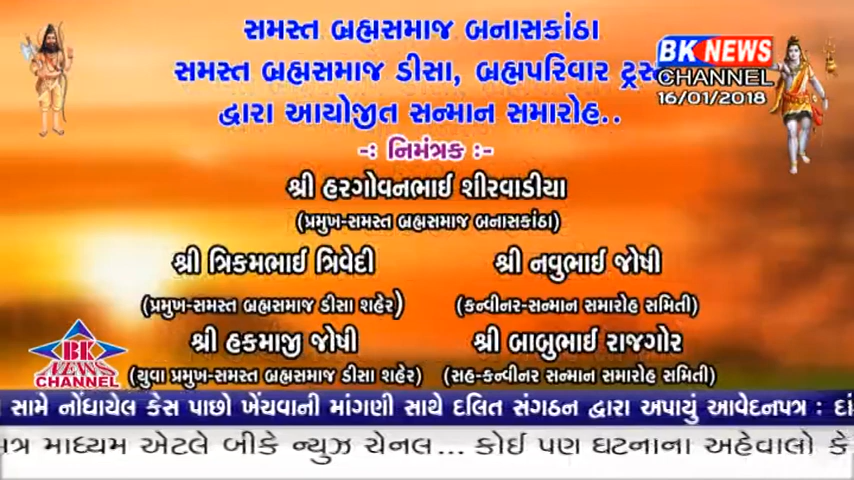 સમસ્ત બ્રહ્મસમાજ બનાસકાંઠા
સમસ્ત બ્રહ્મસમાજ ડીસા, બ્રહ્મપરિવાર
BK NEWS
CHANNEL
16/01/2018
દ્વારા આયોજીત સન્માન સમારોહ..
-: નિમંત્રક :-
શ્રી હરગોવનભાઈ શીરવાડીયા
(પ્રમુખ-સમસ્ત બ્રહ્મસમાજ બનાસકાંઠા)
શ્રી ત્રિકમભાઈ ત્રિવેદી શ્રી નવુભાઈ જોષી
(પ્રમુખ-સમસ્ત બ્રહ્મસમાજ ડીસા શહેર) (કન્વીનર-સન્માન સમારોહ સમિતી)
શ્રી હકમાજી જોષી શ્રી બાબુભાઈ રાજગોર
(યુવા પ્રમુખ-સમસ્ત બ્રહ્મસમાજ ડીસા શહેર) (સહ-કન્વીનર સન્માન સમારોહ સમિતી)
BK
NEWS
CHANNEL
સામે નોંધાયેલ કેસ પાછો ખેંચવાની માંગણી સાથે દલિત સંગઠન દ્વારા અપાયું આવેદનપત્ર :
માધ્યમ એટલે બીકે ન્યુઝ ચેનલ... કોઈ પણ ઘટનાના અહેવાલો કે